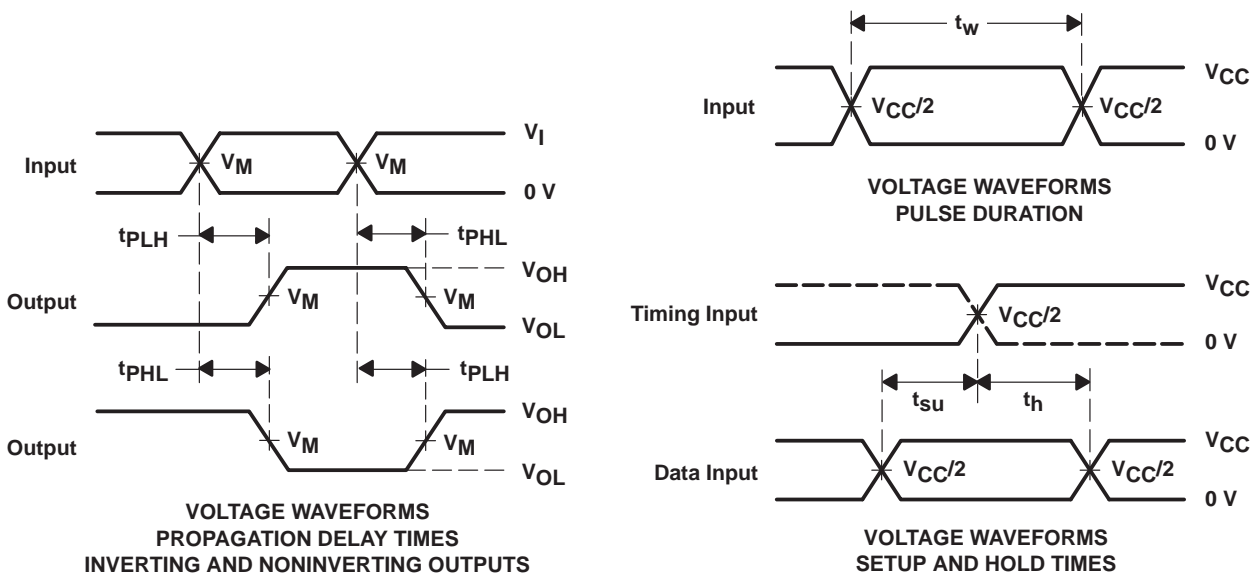 tPLH
tPHL
Input
VM
VM
VI
0 V
tPLH
tPHL
Output
VM
VM
VOH
VOL
tPHL
tPLH
Output
VM
VM
VOH
VOL
VOLTAGE WAVEFORMS
PROPAGATION DELAY TIMES
INVERTING AND NONINVERTING OUTPUTS
tw
Input
VCC/2
VCC/2
VCC
0 V
VOLTAGE WAVEFORMS
PULSE DURATION
Timing Input
VCC/2
VCC
0 V
tsu
th
Data Input
VCC/2
VCC/2
VCC
0 V
VOLTAGE WAVEFORMS
SETUP AND HOLD TIMES